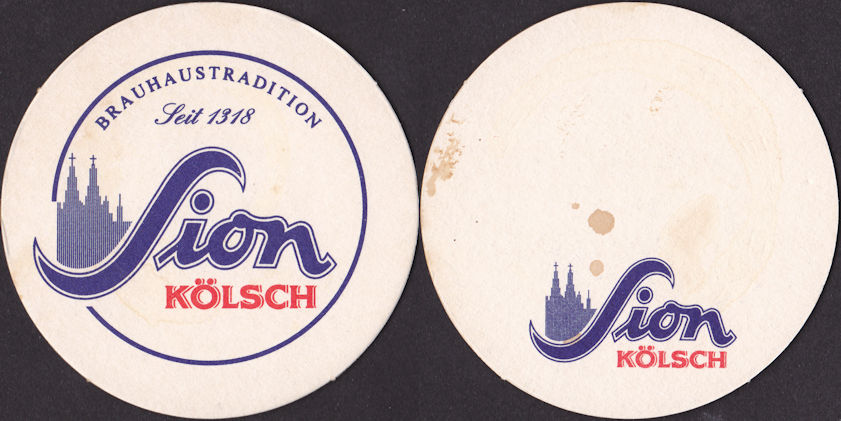 BRAUHAUSTRADITION
Seit 1318
Sion
KÖLSCH
Sion
KÖLSCH